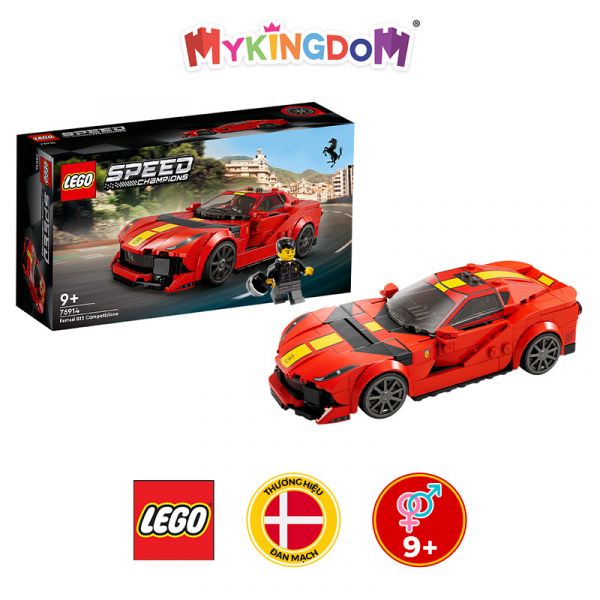 MYKINGDOM®
LEGO
SPEED
CHAMPIONS
9+
76914
Ferrari 812 Competizione
LEGO
THƯƠNG HIỆU
ĐAN MẠCH
9+